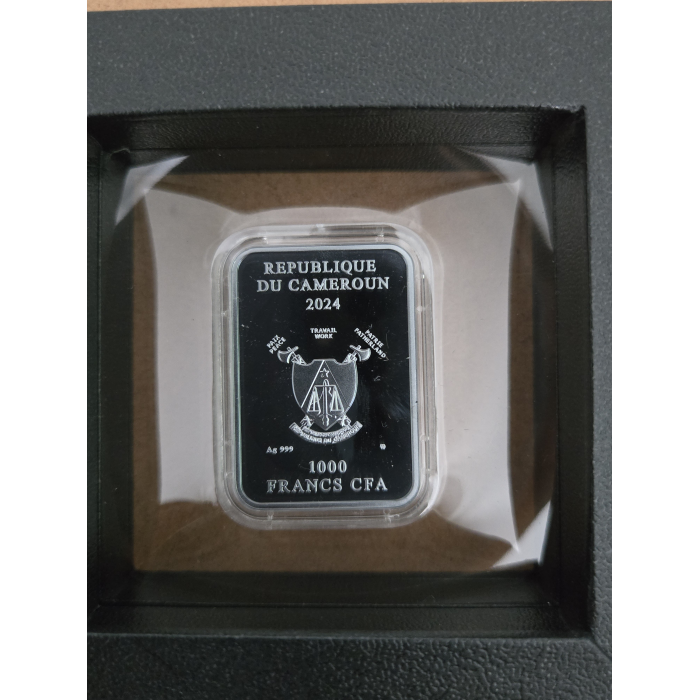 REPUBLIQUE
DU CAMEROUN
2024
TRAVAIL
WORK
PAIX
PEACE
PATRIE
FATHERLAND
Ag 999
1000
FRANCS CFA